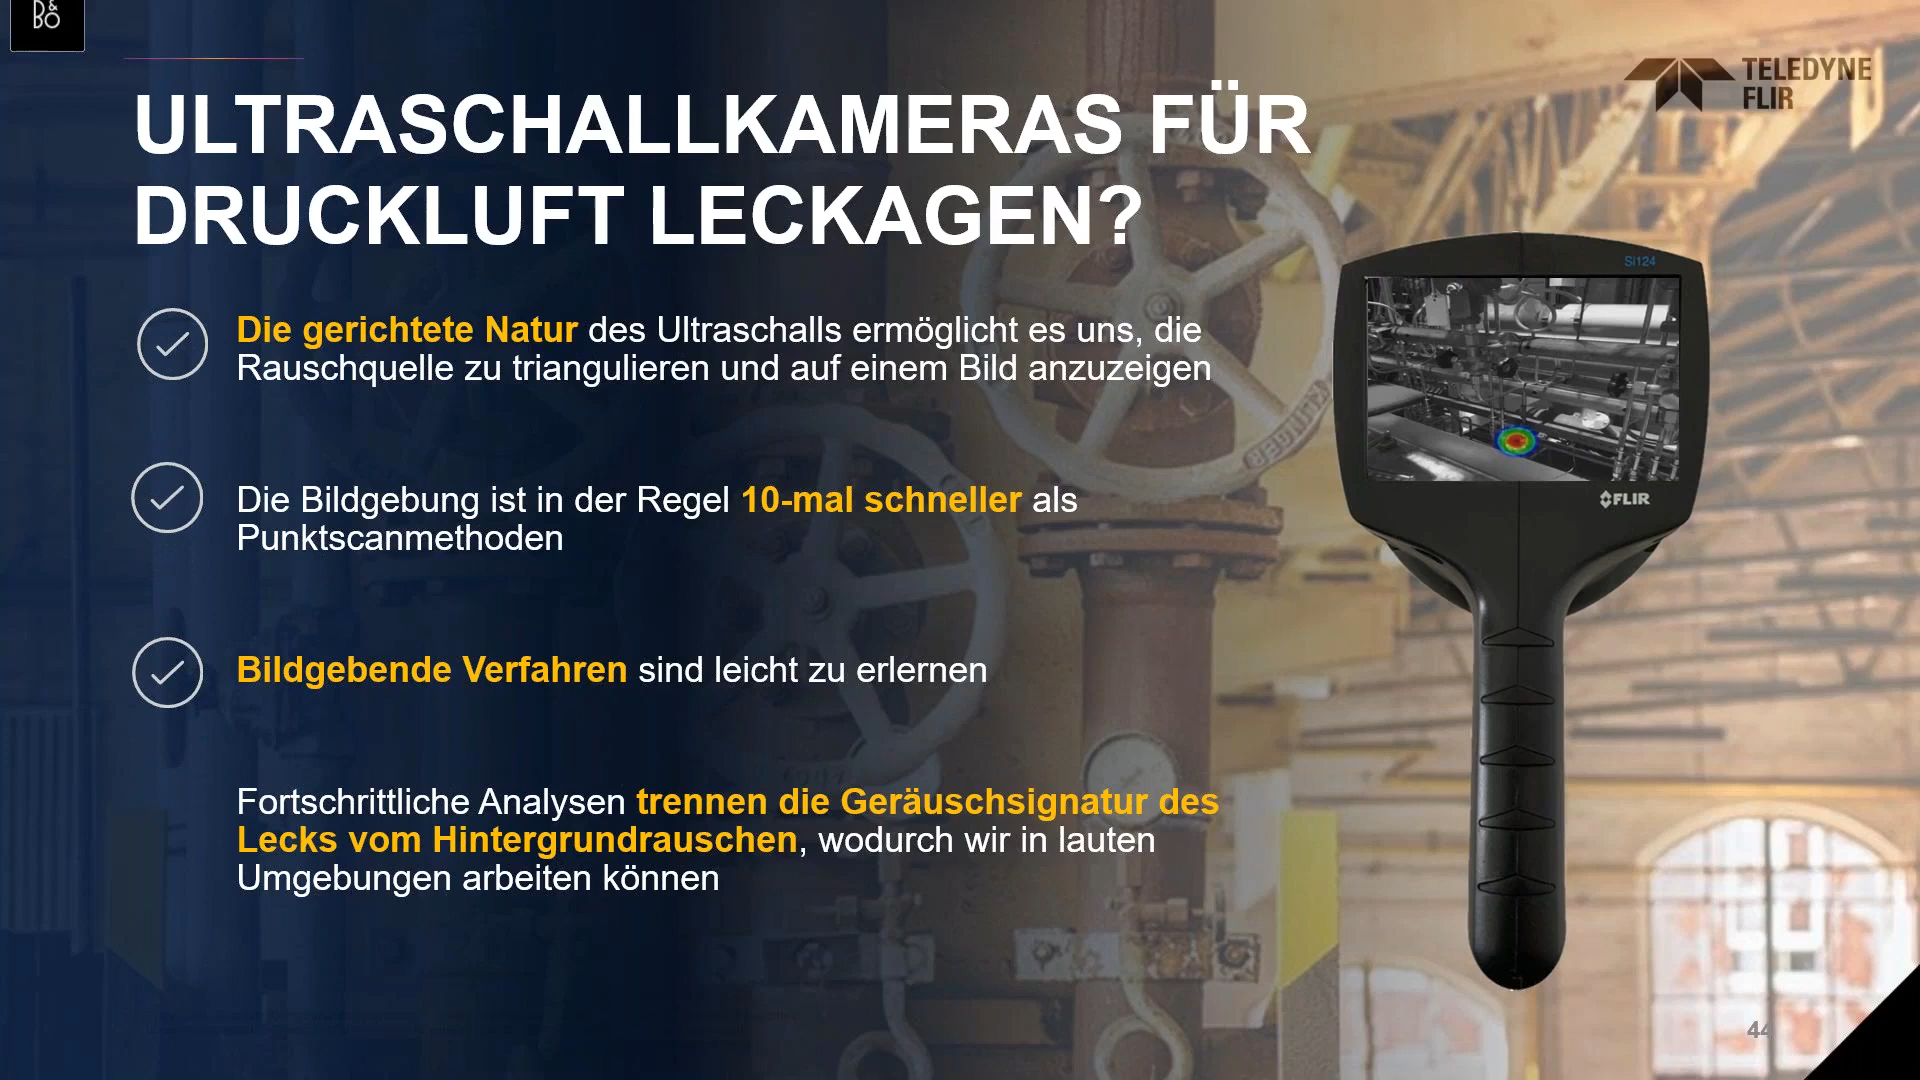 D&
BO
TELEDYNE
FLIR
ULTRASCHALLKAMERAS FÜR
DRUCKLUFT LECKAGEN?
Die gerichtete Natur des Ultraschalls ermöglicht es uns, die
Rauschquelle zu triangulieren und auf einem Bild anzuzeigen
Die Bildgebung ist in der Regel 10-mal schneller als
Punktscanmethoden
Bildgebende Verfahren sind leicht zu erlernen
Fortschrittliche Analysen trennen die Geräuschsignatur des
Lecks vom Hintergrundrauschen, wodurch wir in lauten
Umgebungen arbeiten können
Si124
FLIR
KLINGER
44